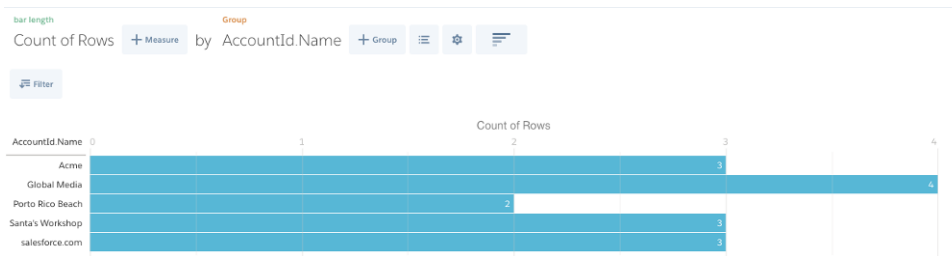 bar length Group
Count of Rows + Measure by AccountId.Name + Group
Filter
Count of Rows
AccountId.Name 0 1 2 3 4
Acme 3
Global Media 4
Porto Rico Beach 2
Santa's Workshop 3
salesforce.com 3